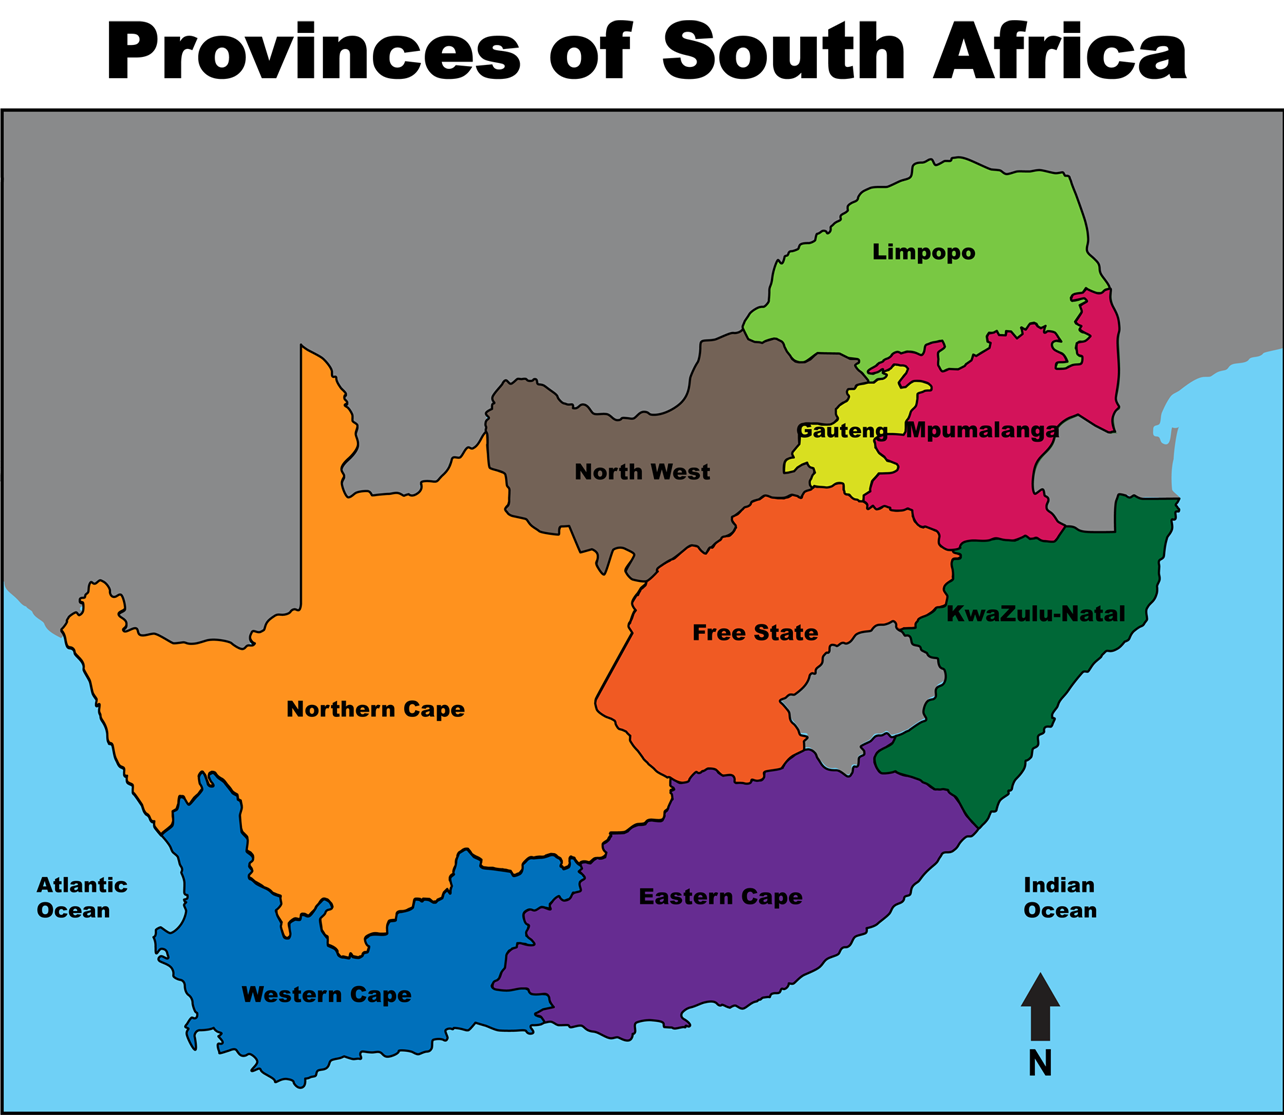 Provinces of South Africa
Limpopo
Gauteng
Mpumalanga
North West
KwaZulu-Natal
Free State
Northern Cape
Atlantic
Ocean
Eastern Cape
Indian
Ocean
Western Cape
N